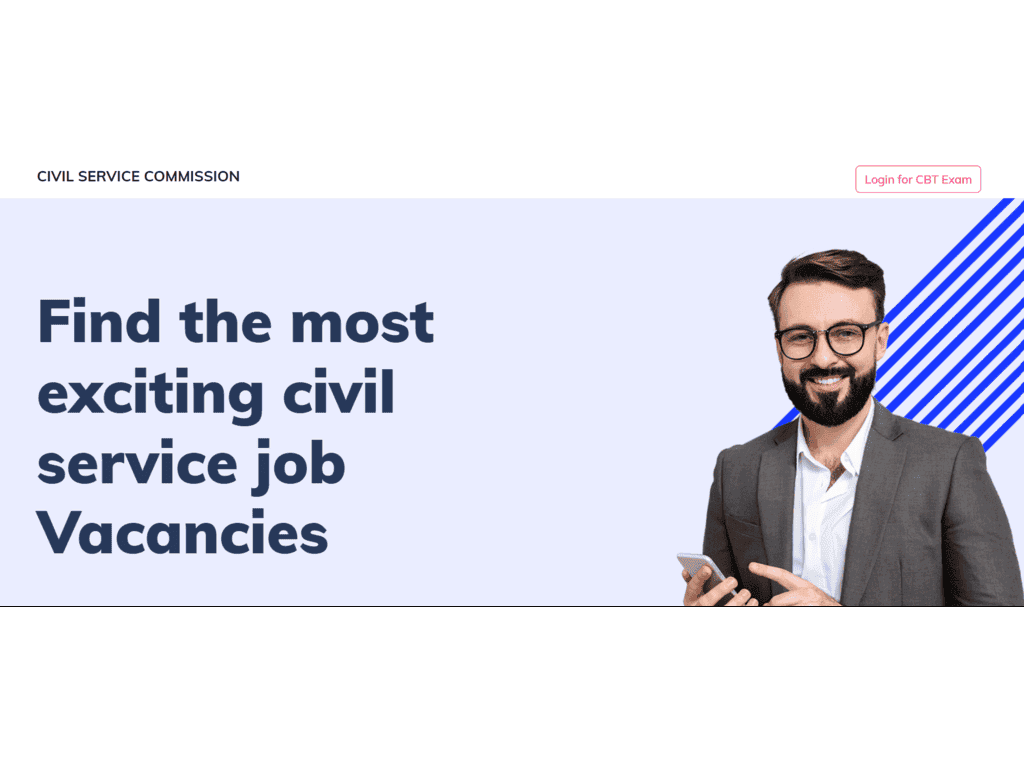 CIVIL SERVICE COMMISSION
Login for CBT Exam
Find the most
exciting civil
service job
Vacancies